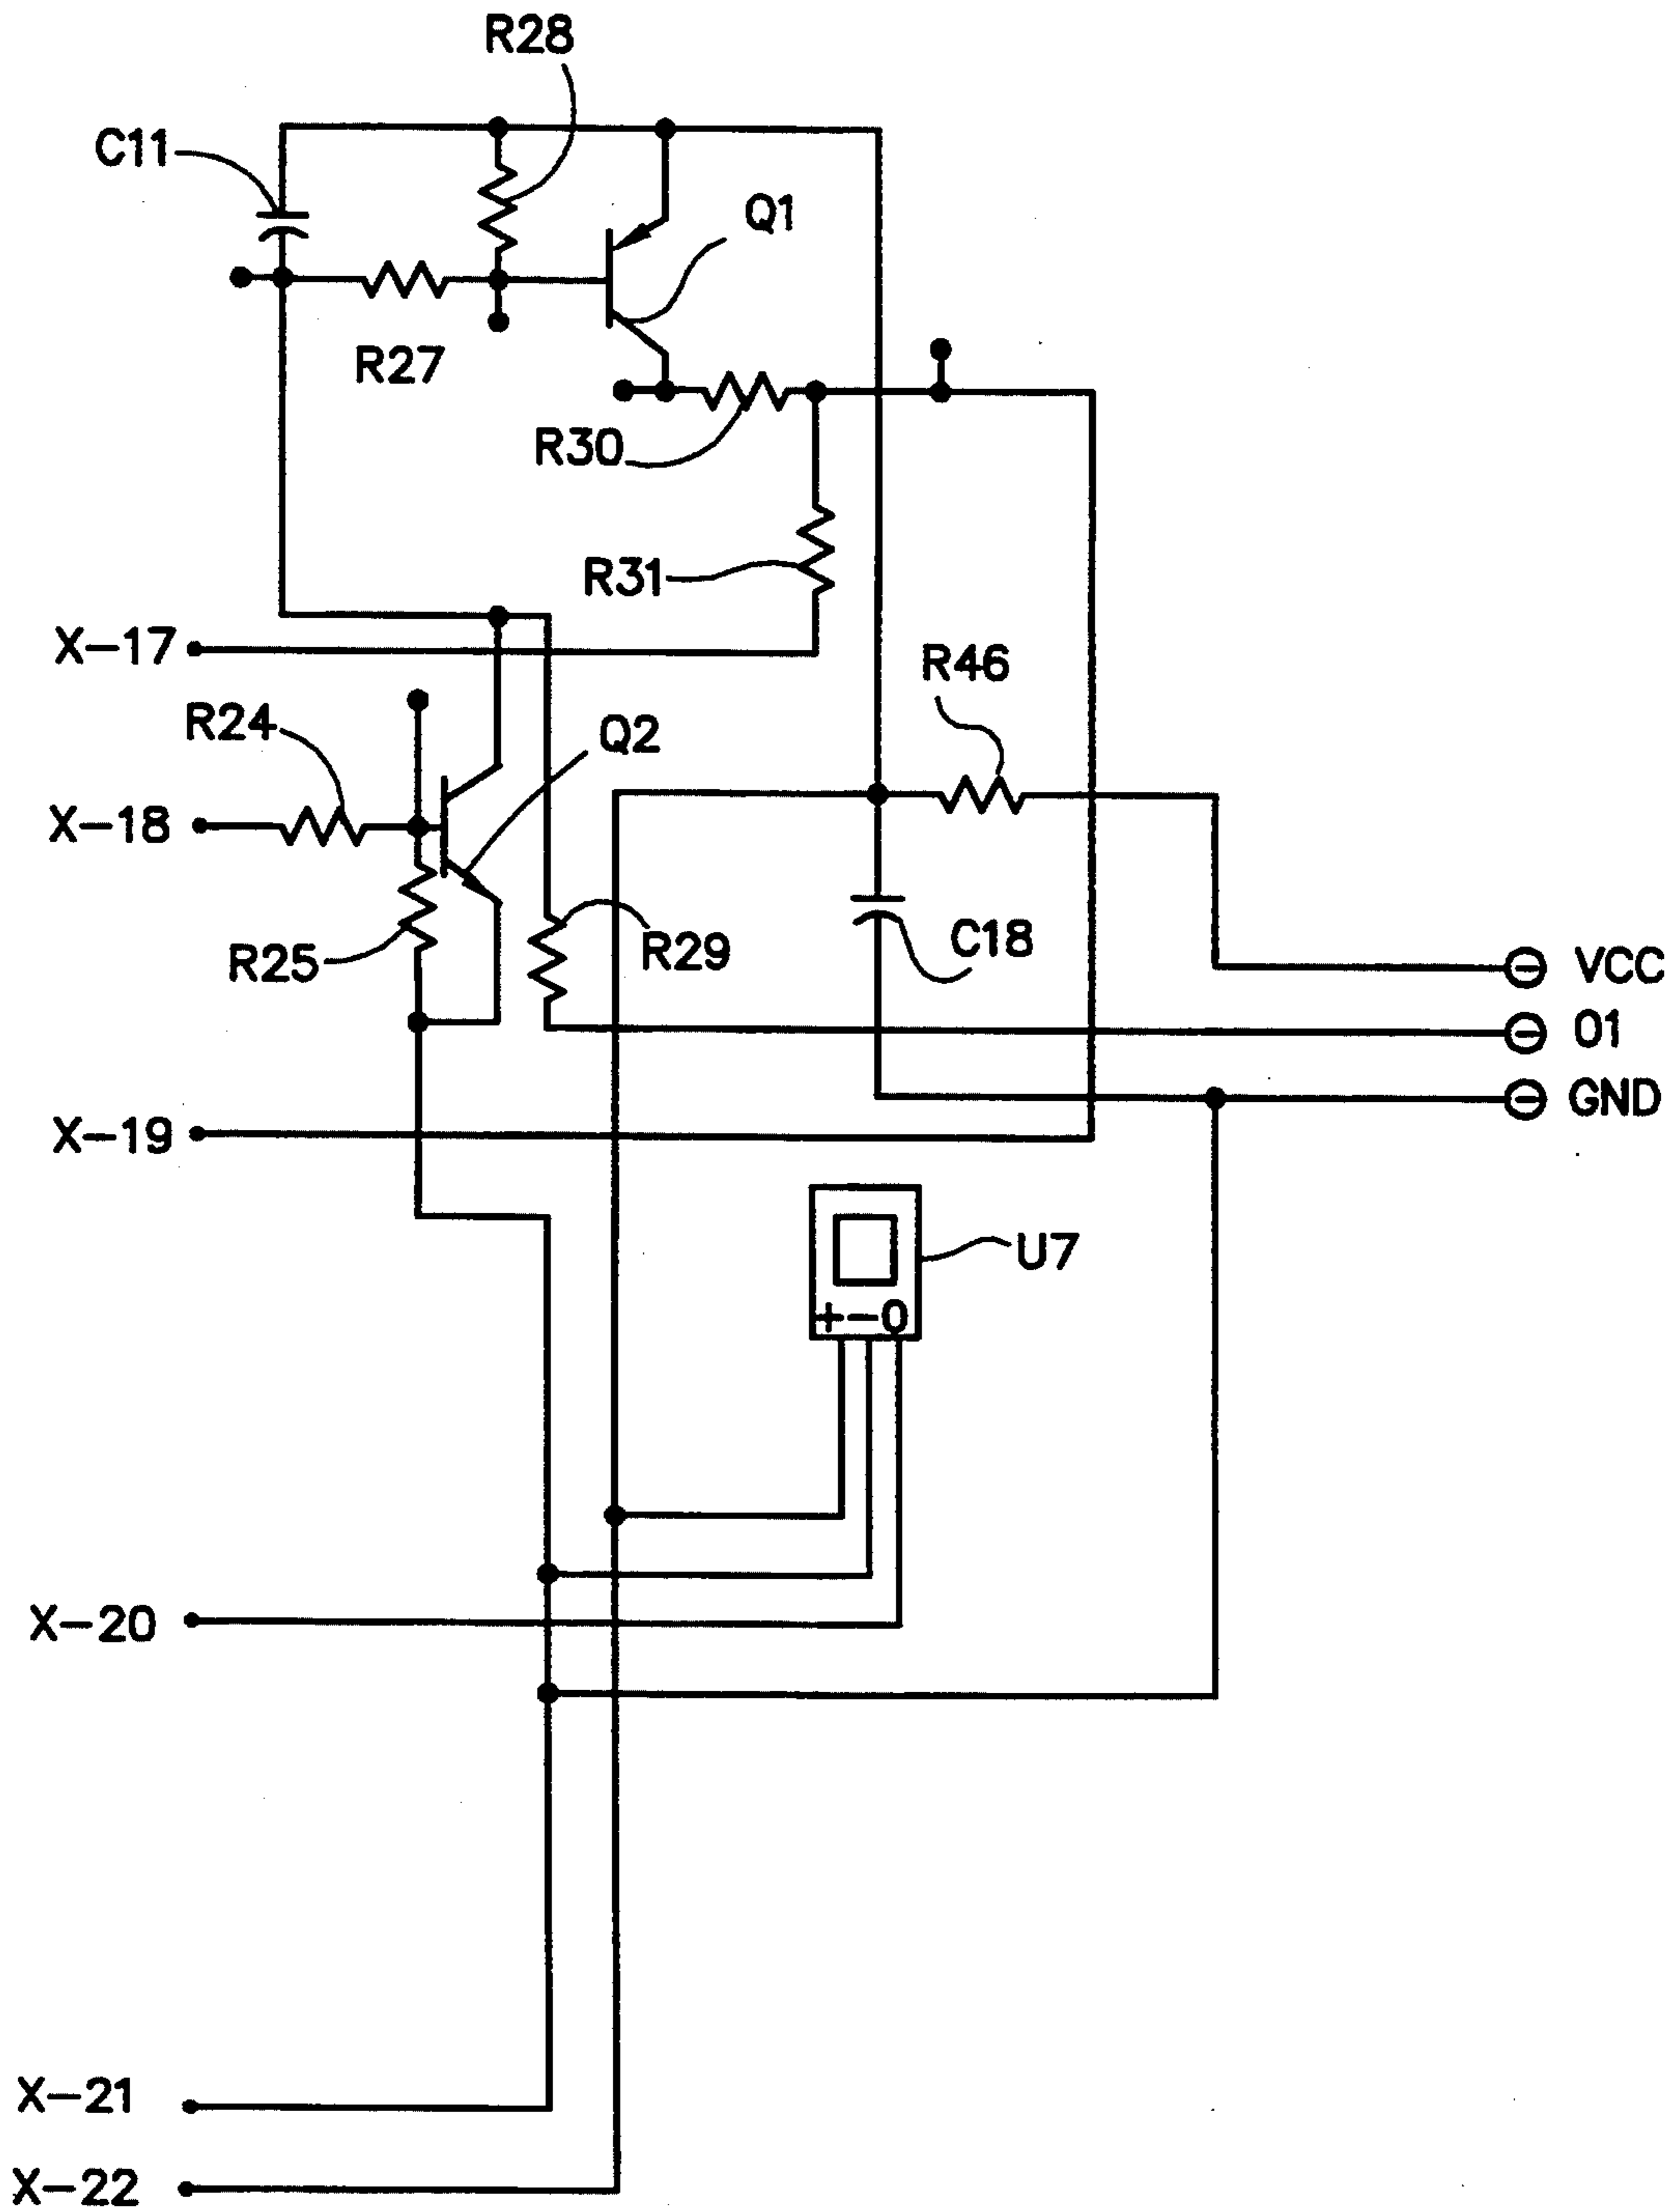 R28
C11
Q1
R27
R30
R31
X-17
R46
R24
Q2
X-18
R25
R29
C18
VCC
01
GND
X-19
U7
+-0
X-20
X-21
X-22